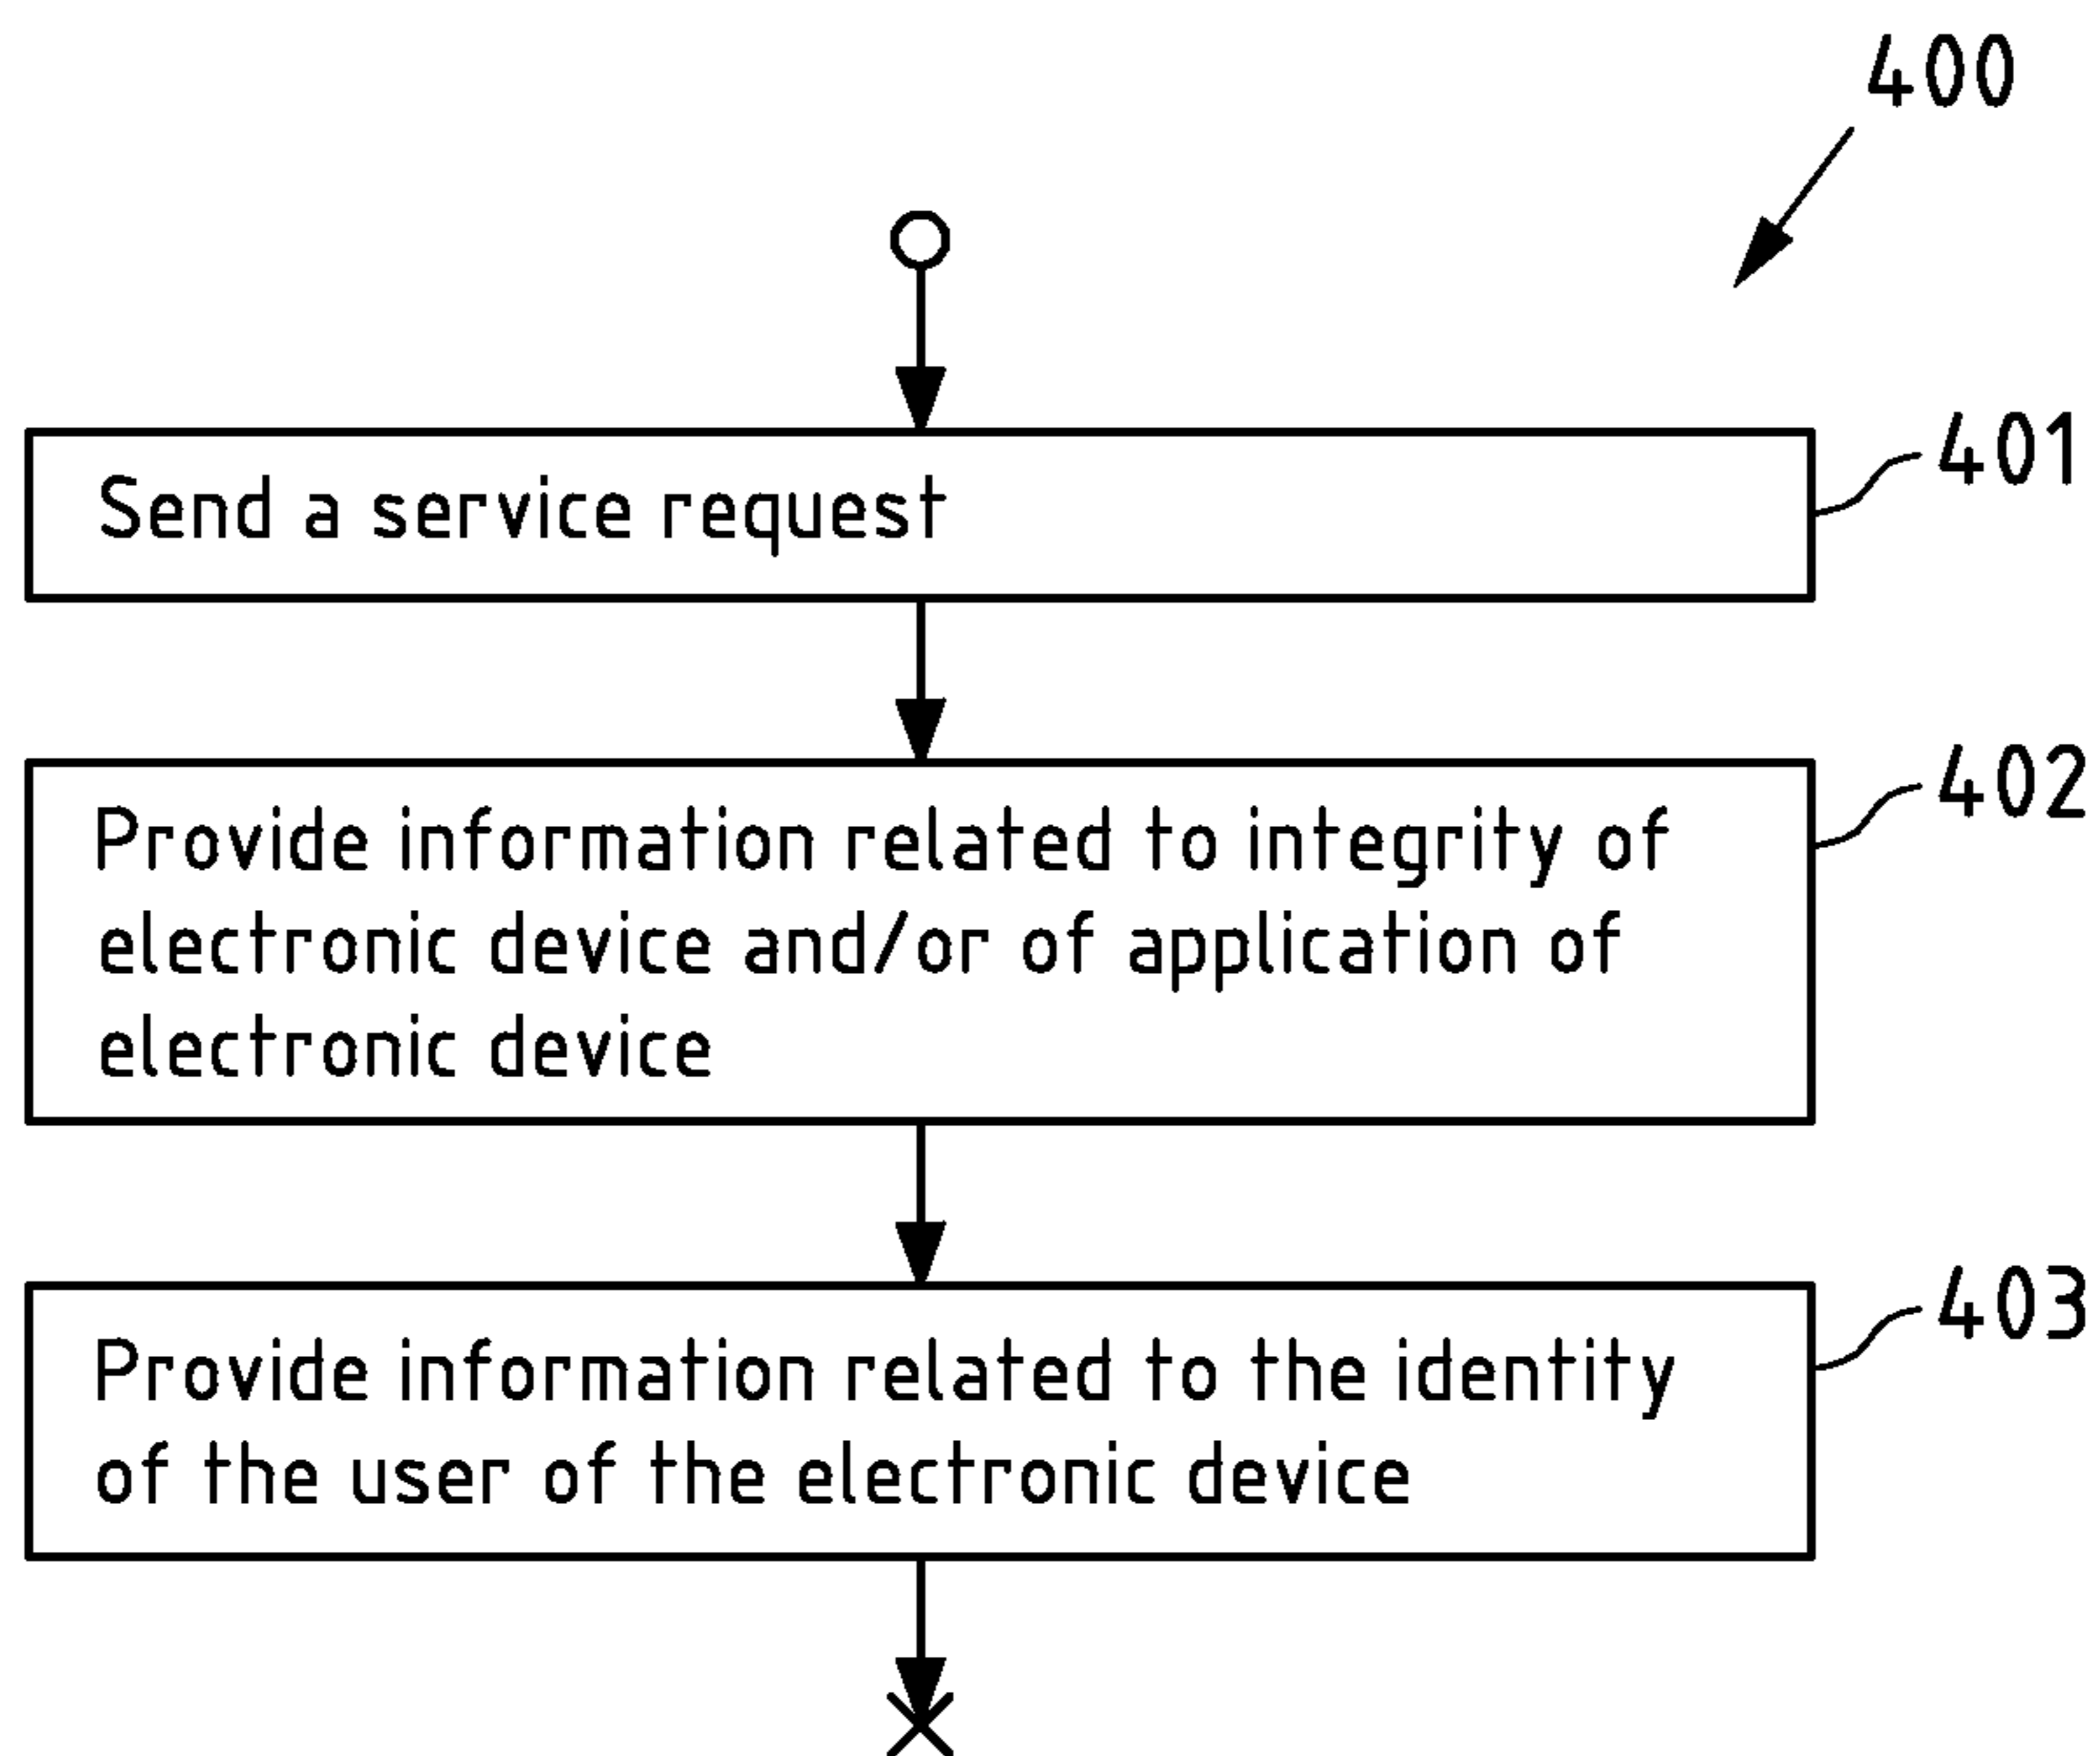 400
Send a service request
401
Provide information related to integrity of
electronic device and/or of application of
electronic device
402
Provide information related to the identity
of the user of the electronic device
403